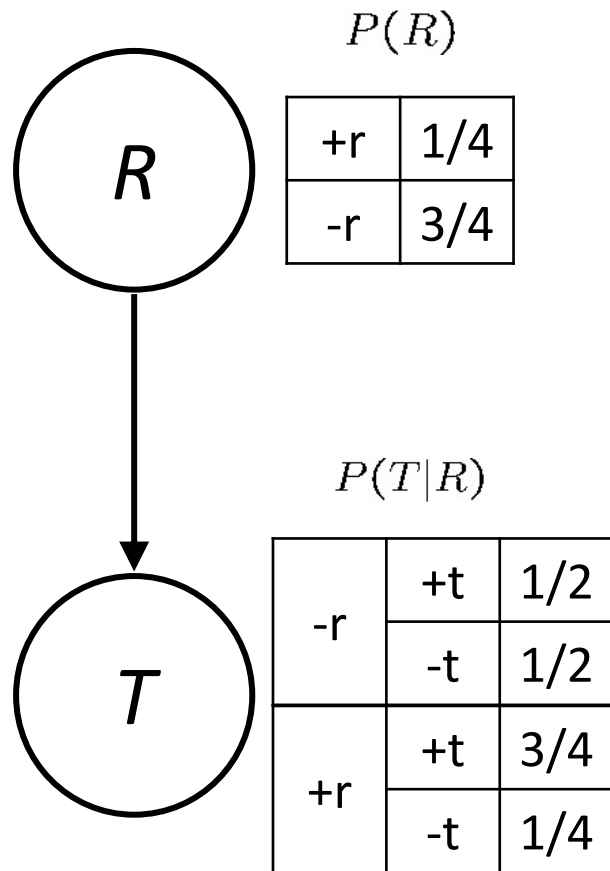 P(R)
R
+r 1/4
-r 3/4
P(T|R)
T
-r +t 1/2
-t 1/2
+r +t 3/4
-t 1/4